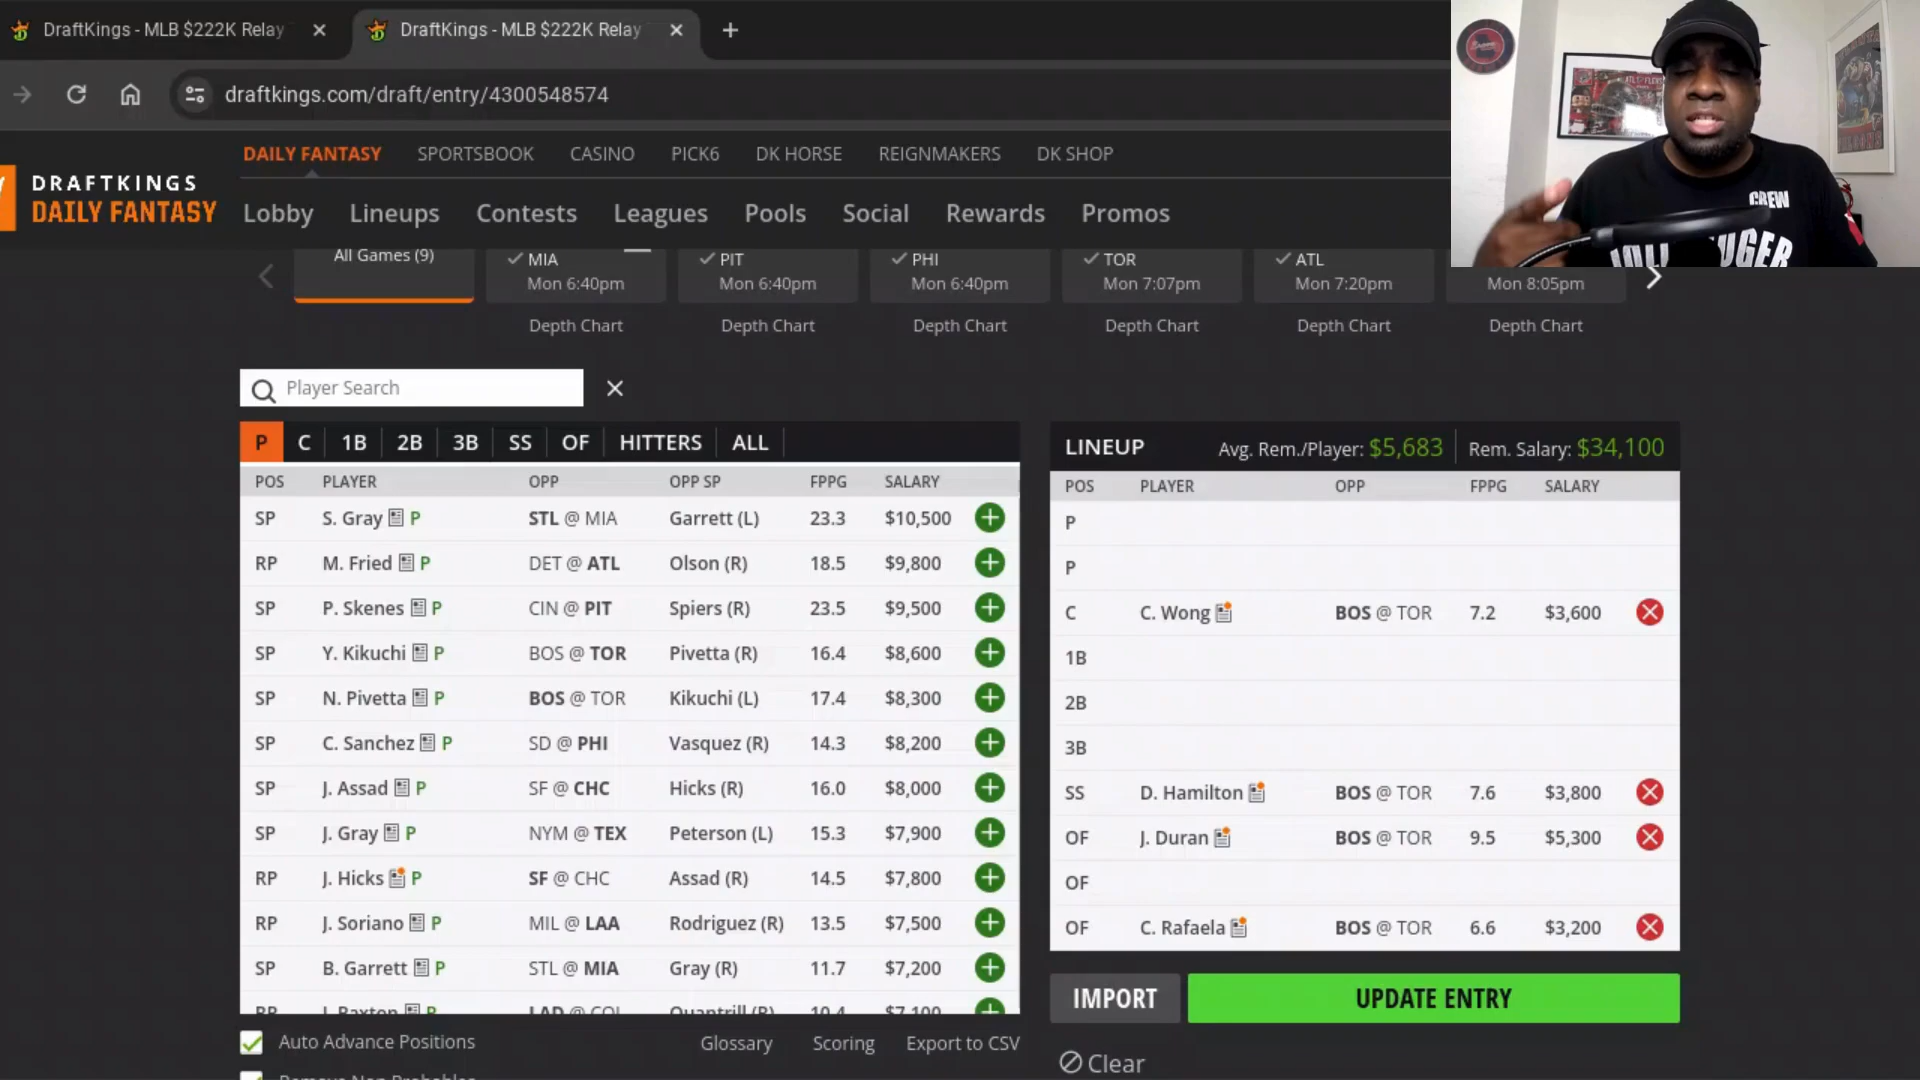 DraftKings - MLB $222K Relay
DraftKings - MLB $222K Relay
draftkings.com/draft/entry/4300548574
DAILY FANTASY SPORTSBOOK CASINO PICK6 DK HORSE REIGNMAKERS DK SHOP
DRAFTKINGS
DAILY FANTASY
Lobby Lineups Contests Leagues Pools Social Rewards Promos
CREW
All Games (9) MIA PIT PHI TOR ATL
Mon 6:40pm Mon 6:40pm Mon 6:40pm Mon 7:07pm Mon 7:20pm Mon 8:05pm
Depth Chart Depth Chart Depth Chart Depth Chart Depth Chart Depth Chart
Player Search
P C 1B 2B 3B SS OF HITTERS ALL
POS PLAYER OPP OPP SP FPPG SALARY
SP S. Gray P STL @ MIA Garrett (L) 23.3 $10,500
RP M. Fried P DET @ ATL Olson (R) 18.5 $9,800
SP P. Skenes P CIN @ PIT Spiers (R) 23.5 $9,500
SP Y. Kikuchi P BOS @ TOR Pivetta (R) 16.4 $8,600
SP N. Pivetta P BOS @ TOR Kikuchi (L) 17.4 $8,300
SP C. Sanchez P SD @ PHI Vasquez (R) 14.3 $8,200
SP J. Assad P SF @ CHC Hicks (R) 16.0 $8,000
SP J. Gray P NYM @ TEX Peterson (L) 15.3 $7,900
RP J. Hicks P SF @ CHC Assad (R) 14.5 $7,800
RP J. Soriano P MIL @ LAA Rodriguez (R) 13.5 $7,500
SP B. Garrett P STL @ MIA Gray (R) 11.7 $7,200
RP J. Paxton P LAD @ COL Quantrill (R) 10.4 $7,100
Auto Advance Positions
Glossary Scoring Export to CSV
Remove Non-Probables
LINEUP Avg. Rem./Player: $5,683 Rem. Salary: $34,100
POS PLAYER OPP FPPG SALARY
P
P
C C. Wong BOS @ TOR 7.2 $3,600
1B
2B
3B
SS D. Hamilton BOS @ TOR 7.6 $3,800
OF J. Duran BOS @ TOR 9.5 $5,300
OF
OF C. Rafaela BOS @ TOR 6.6 $3,200
IMPORT UPDATE ENTRY
Clear